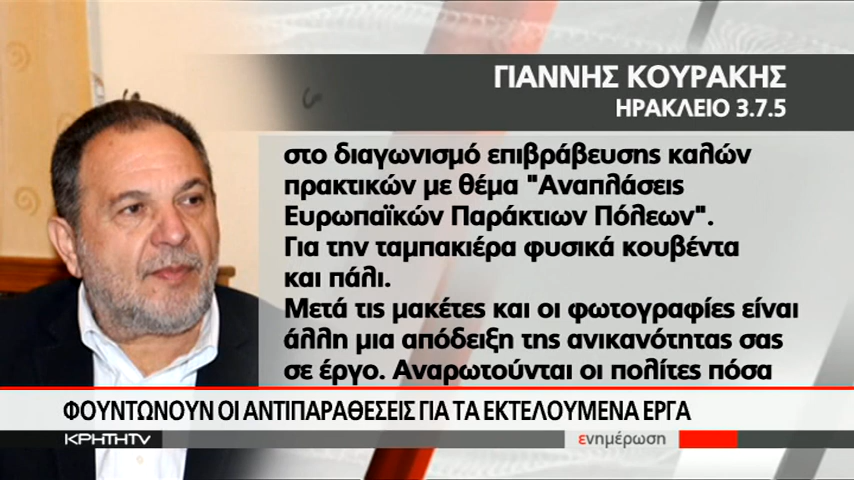 ΓΙΑΝΝΗΣ ΚΟΥΡΑΚΗΣ
ΗΡΑΚΛΕΙΟ 3.7.5
στο διαγωνισμό επιβράβευσης καλών
πρακτικών με θέμα "Αναπλάσεις
Ευρωπαϊκών Παράκτιων Πόλεων".
Για την ταμπακιέρα φυσικά κουβέντα
και πάλι.
Μετά τις μακέτες και οι φωτογραφίες είναι
άλλη μια απόδειξη της ανικανότητας σας
σε έργο. Αναρωτούνται οι πολίτες πόσα
ΦΟΥΝΤΩΝΟΥΝ ΟΙ ΑΝΤΙΠΑΡΑΘΕΣΕΙΣ ΓΙΑ ΤΑ ΕΚΤΕΛΟΥΜΕΝΑ ΕΡΓΑ
ΚΡΗΤΗTV
ενημέρωση